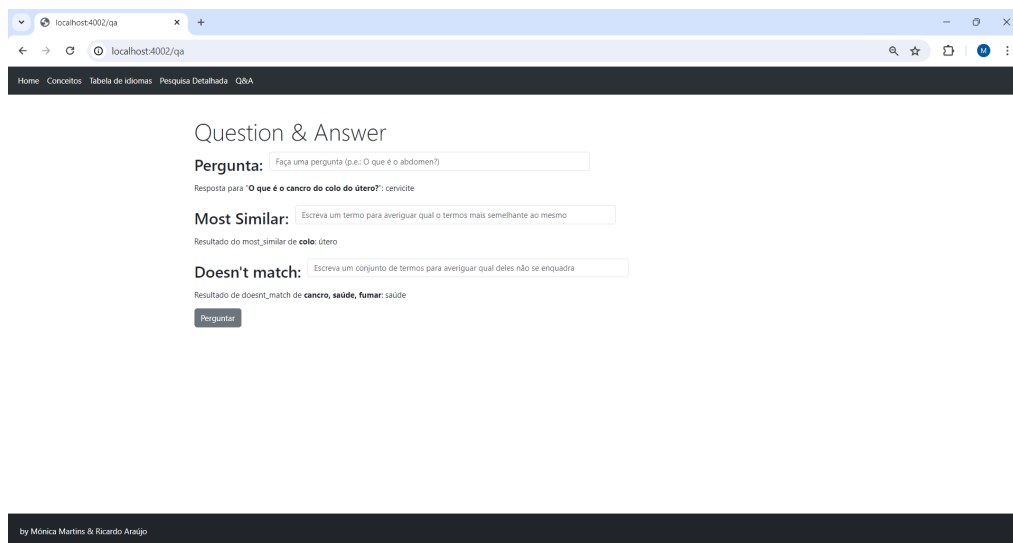 localhost:4002/qa
localhost:4002/qa
M
Home Conceitos Tabela de idiomas Pesquisa Detalhada Q&A
Question & Answer
Pergunta: Faça uma pergunta (p.e.: O que é o abdomen?)
Resposta para "O que é o cancro do colo do útero?": cervicite
Most Similar: Escreva um termo para averiguar qual o termos mais semelhante ao mesmo
Resultado do most_similar de colo: útero
Doesn't match: Escreva um conjunto de termos para averiguar qual deles não se enquadra
Resultado de doesnt_match de cancro, saúde, fumar: saúde
Perguntar
by Mónica Martins & Ricardo Araújo